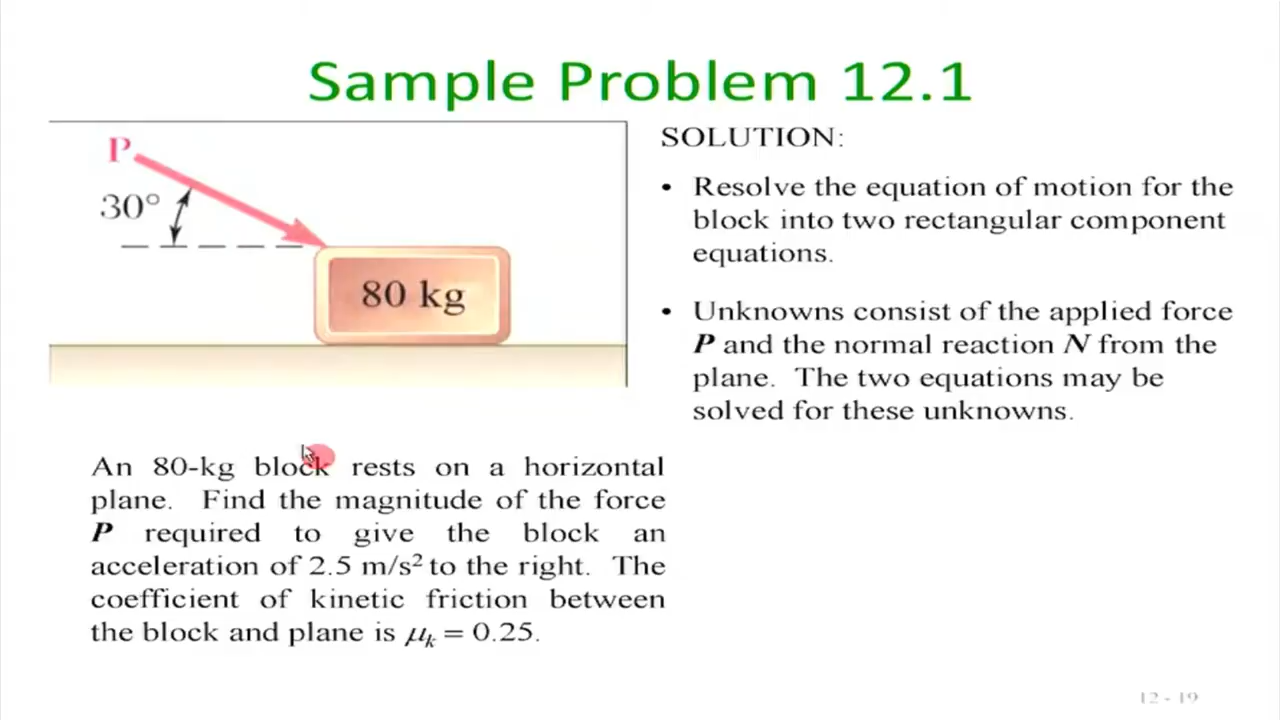 Sample Problem 12.1
P
30°
80 kg
An 80-kg block rests on a horizontal
plane. Find the magnitude of the force
P required to give the block an
acceleration of 2.5 m/s² to the right. The
coefficient of kinetic friction between
the block and plane is μₖ = 0.25.
SOLUTION:
• Resolve the equation of motion for the
block into two rectangular component
equations.
• Unknowns consist of the applied force
P and the normal reaction N from the
plane. The two equations may be
solved for these unknowns.
12 - 19